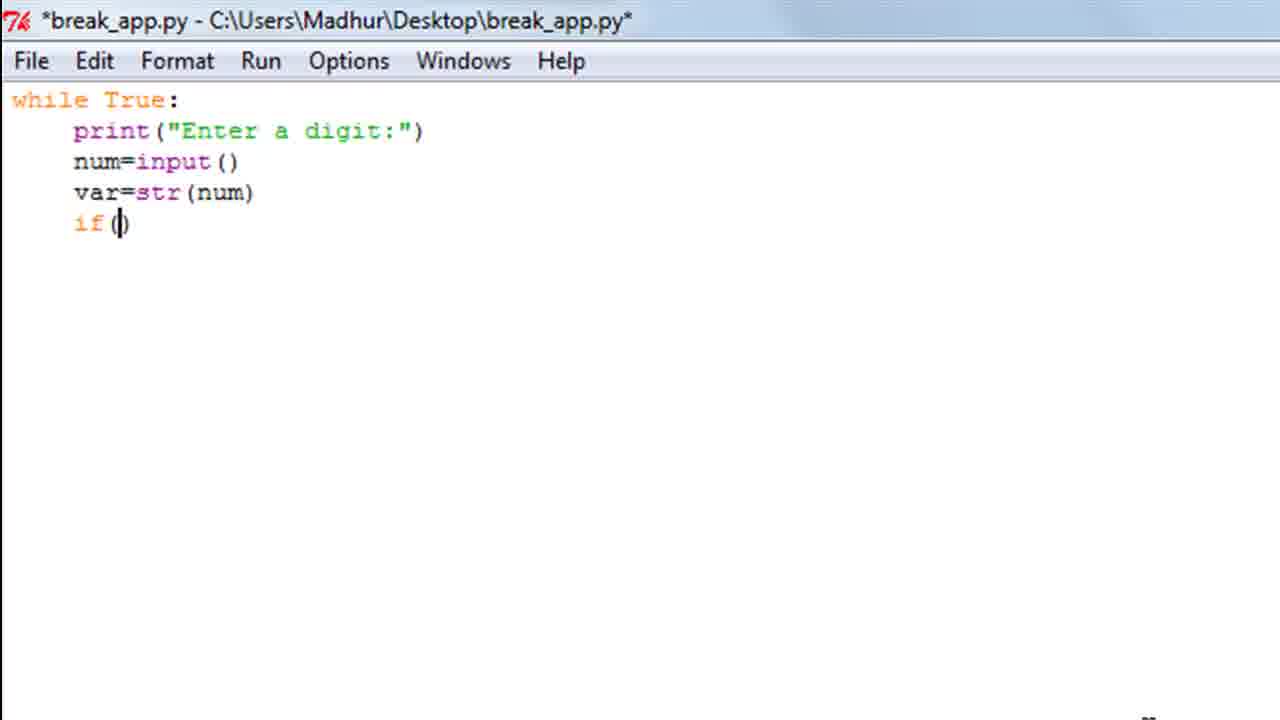 *break_app.py - C:\Users\Madhur\Desktop\break_app.py*
File Edit Format Run Options Windows Help
while True:
    print("Enter a digit:")
    num=input()
    var=str(num)
    if()